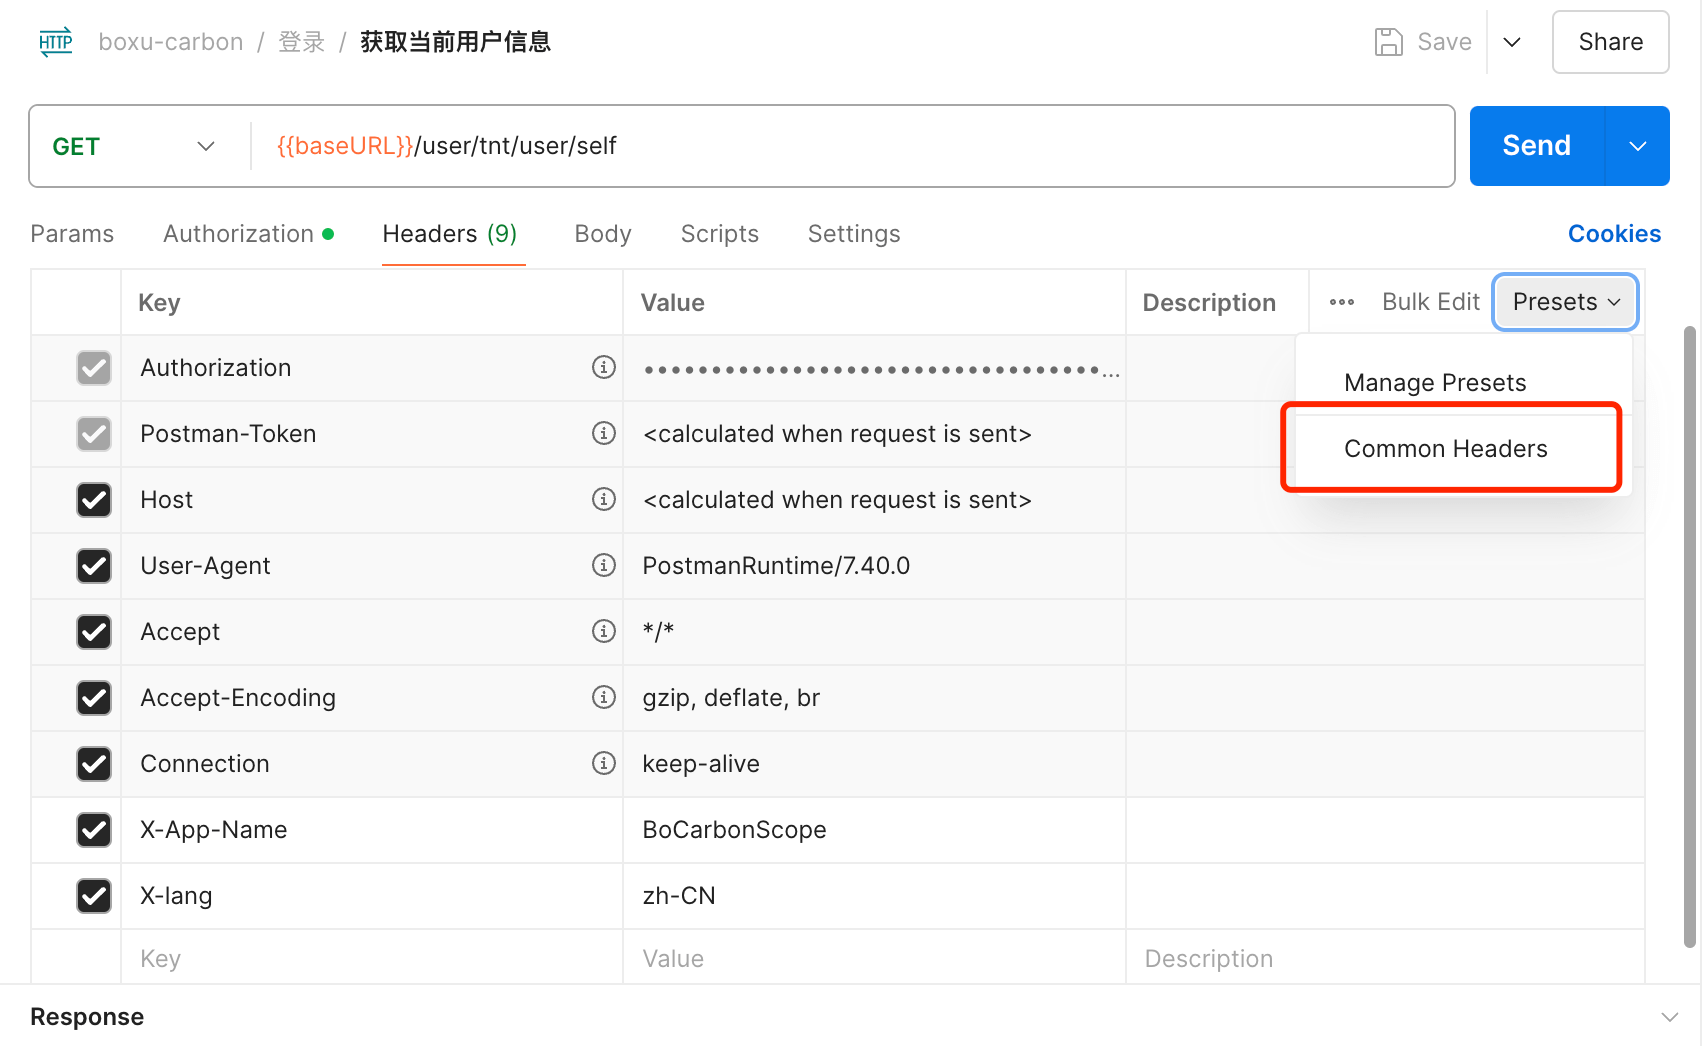 HTTP boxu-carbon / 登录 / 获取当前用户信息 Save Share
GET {{baseURL}}/user/tnt/user/self Send
Params Authorization Headers (9) Body Scripts Settings Cookies
Key Value Description ••• Bulk Edit Presets
Manage Presets
Common Headers
Authorization ••••••••••••••••••••••••••••••••••...
Postman-Token <calculated when request is sent>
Host <calculated when request is sent>
User-Agent PostmanRuntime/7.40.0
Accept */*
Accept-Encoding gzip, deflate, br
Connection keep-alive
X-App-Name BoCarbonScope
X-lang zh-CN
Key Value Description
Response